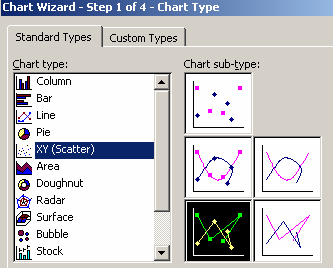 Chart Wizard - Step 1 of 4 - Chart Type
Standard Types
Custom Types
Chart type:
Chart sub-type:
Column
Bar
Line
Pie
XY (Scatter)
Area
Doughnut
Radar
Surface
Bubble
Stock